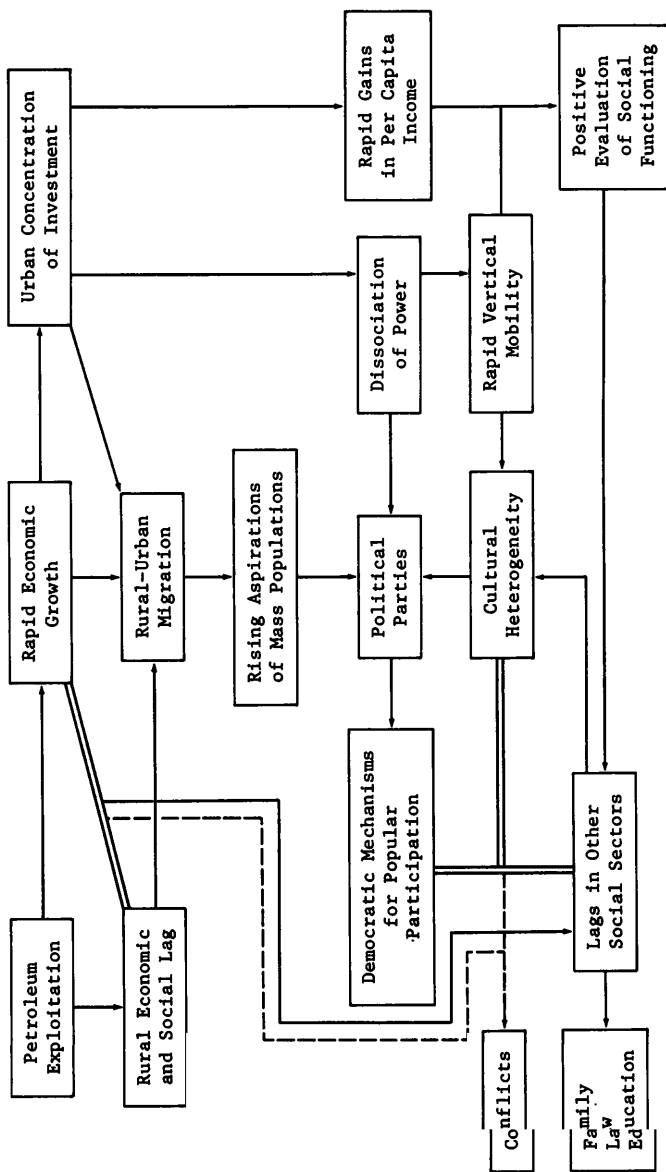 Petroleum
Exploitation
Rapid Economic
Growth
Urban Concentration
of Investment
Rural Economic
and Social Lag
Rural-Urban
Migration
Rising Aspirations
of Mass Populations
Rapid Gains
in Per Capita
Income
Dissociation
of Power
Political
Parties
Democratic Mechanisms
for Popular
Participation
Rapid Vertical
Mobility
Cultural
Heterogeneity
Conflicts
Positive
Evaluation
of Social
Functioning
Lags in Other
Social Sectors
Family
Law
Education